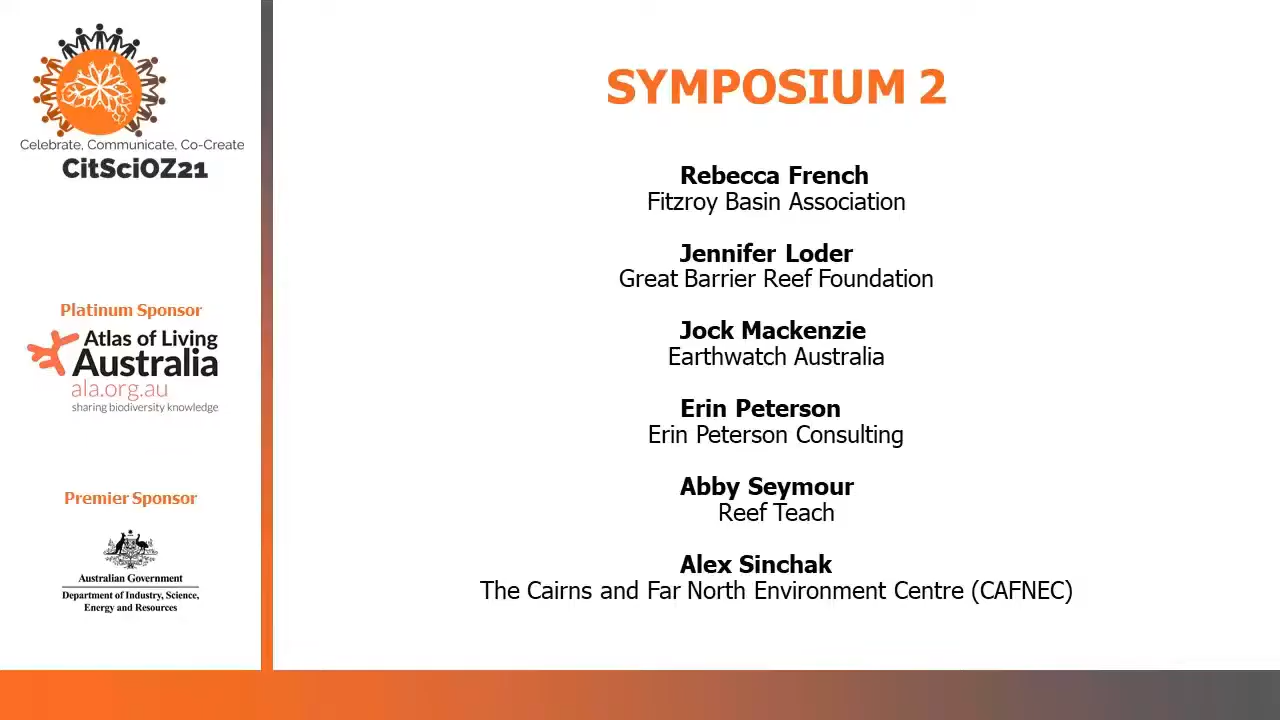 Celebrate, Communicate, Co-Create
CitSciOZ21
Platinum Sponsor
Atlas of Living
Australia
ala.org.au
sharing biodiversity knowledge
Premier Sponsor
Australian Government
Department of Industry, Science,
Energy and Resources
SYMPOSIUM 2
Rebecca French
Fitzroy Basin Association
Jennifer Loder
Great Barrier Reef Foundation
Jock Mackenzie
Earthwatch Australia
Erin Peterson
Erin Peterson Consulting
Abby Seymour
Reef Teach
Alex Sinchak
The Cairns and Far North Environment Centre (CAFNEC)